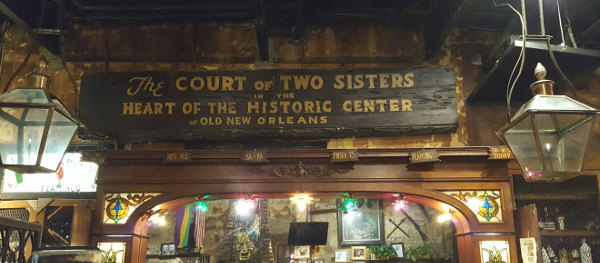 The COURT OF TWO SISTERS
IN THE
HEART OF THE HISTORIC CENTER
OF OLD NEW ORLEANS